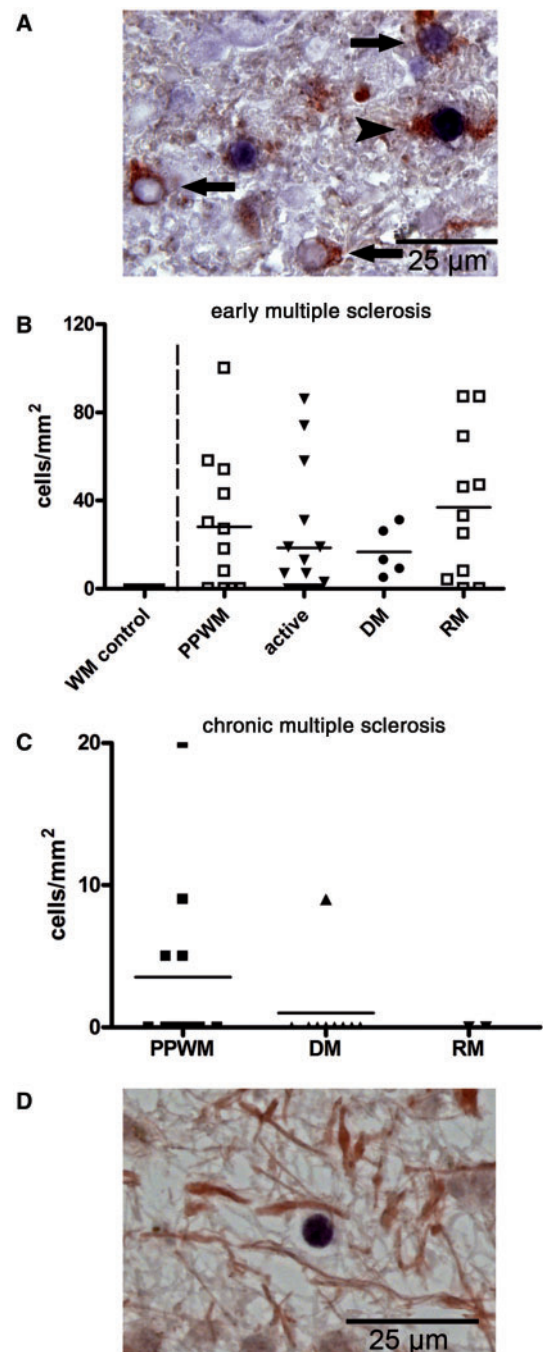 A
25 µm
B
early multiple sclerosis
cells/mm²
120
80
40
0
WM control
PPWM
active
DM
RM
C
chronic multiple sclerosis
cells/mm²
20
10
0
PPWM
DM
RM
D
25 µm